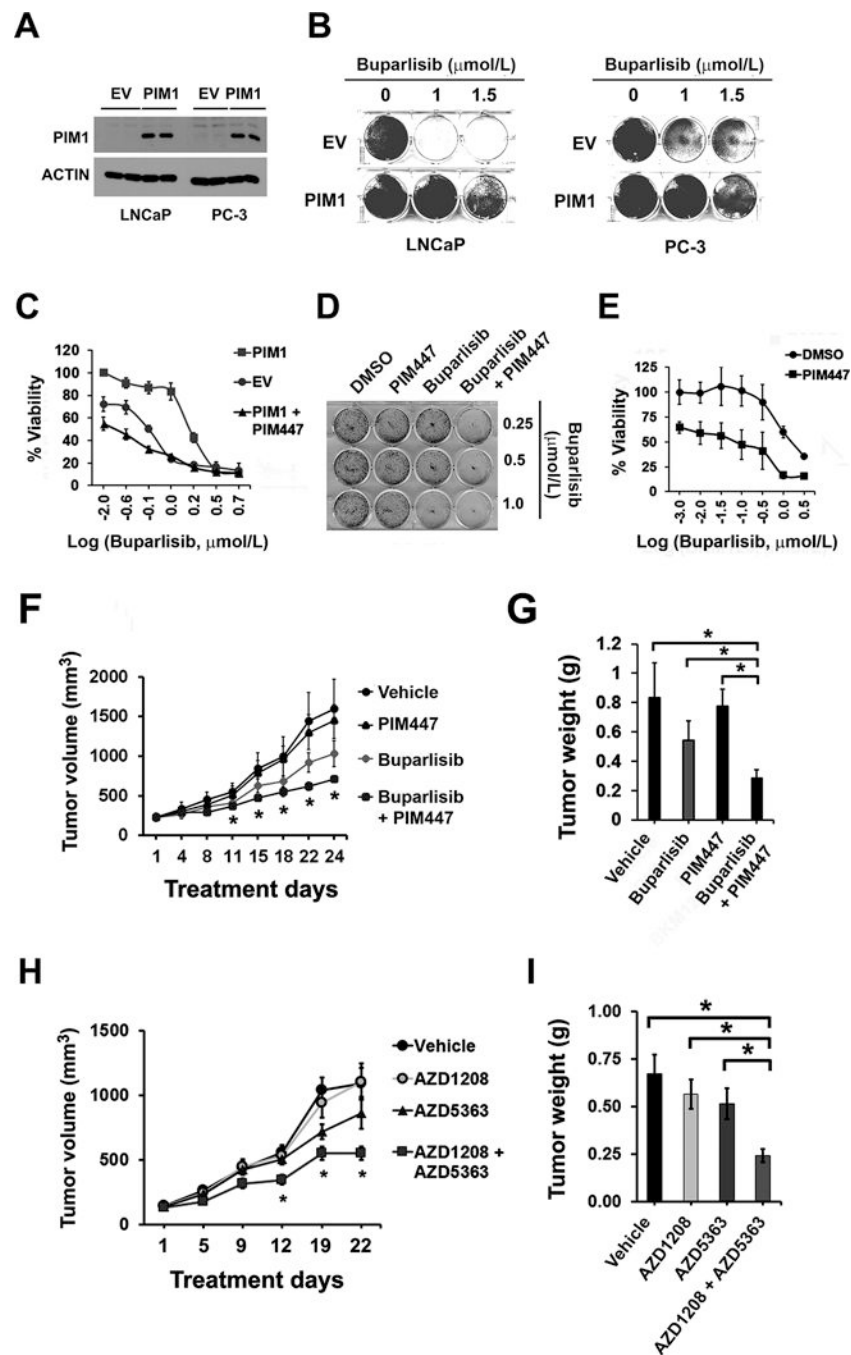 A
EV PIM1 EV PIM1
PIM1
ACTIN
LNCaP PC-3
B
Buparlisib (μmol/L) Buparlisib (μmol/L)
0 1 1.5 0 1 1.5
EV EV
PIM1 PIM1
LNCaP PC-3
C
% Viability
120
100
80
60
40
20
0
-2.0 -0.6 -0.1 0.0 0.2 0.5 0.7
Log (Buparlisib, μmol/L)
PIM1
EV
PIM1 +
PIM447
D
DMSO
PIM447
Buparlisib
Buparlisib
+ PIM447
0.25
0.5
1.0
Buparlisib
(μmol/L)
E
% Viability
125
100
75
50
25
0
-3.0 -2.0 -1.5 -1.0 -0.5 0.0 0.5
Log (Buparlisib, μmol/L)
DMSO
PIM447
F
Tumor volume (mm³)
2000
1500
1000
500
0
* * * * *
1 4 8 11 15 18 22 24
Treatment days
Vehicle
PIM447
Buparlisib
Buparlisib
+ PIM447
G
Tumor weight (g)
1.2
1
0.8
0.6
0.4
0.2
0
*
*
*
Vehicle
Buparlisib
PIM447
Buparlisib
+ PIM447
H
Tumor volume (mm³)
1500
1000
500
0
* * *
1 5 9 12 19 22
Treatment days
Vehicle
AZD1208
AZD5363
AZD1208 +
AZD5363
I
Tumor weight (g)
1.00
0.75
0.50
0.25
0.00
*
*
*
Vehicle
AZD1208
AZD5363
AZD1208 + AZD5363